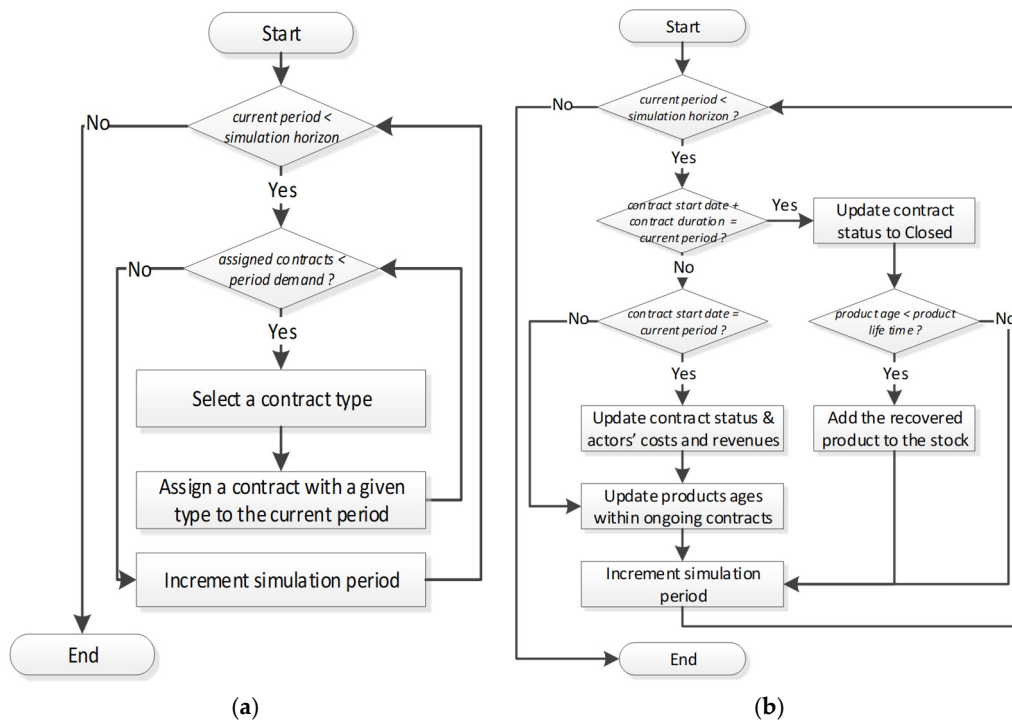 Start
current period <
simulation horizon
No
Yes
assigned contracts <
period demand ?
No
Yes
Select a contract type
Assign a contract with a given
type to the current period
Increment simulation period
End
(a)
Start
current period <
simulation horizon ?
No
Yes
contract start date +
contract duration =
current period ?
Yes
Update contract
status to Closed
No
contract start date =
current period ?
No
product age < product
life time ?
No
Yes
Yes
Update contract status &
actors' costs and revenues
Add the recovered
product to the stock
Update products ages
within ongoing contracts
Increment simulation
period
End
(b)